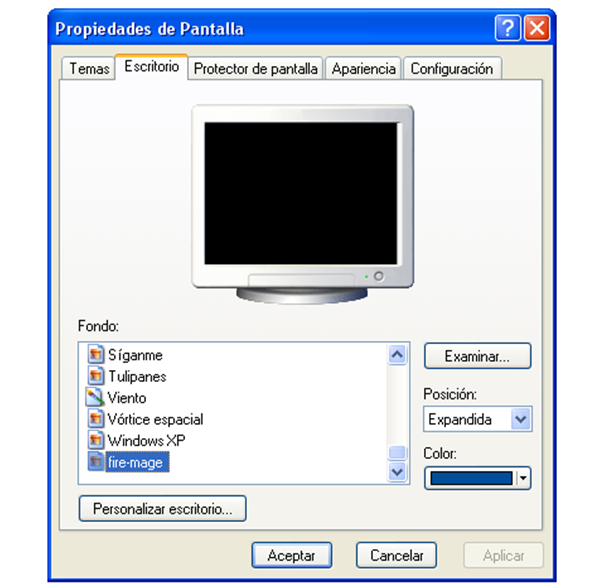 Propiedades de Pantalla
Temas Escritorio Protector de pantalla Apariencia Configuración
Fondo:
Síganme
Tulipanes
Viento
Vórtice espacial
Windows XP
fire-mage
Examinar...
Posición:
Expandida
Color:
Personalizar escritorio...
Aceptar Cancelar Aplicar